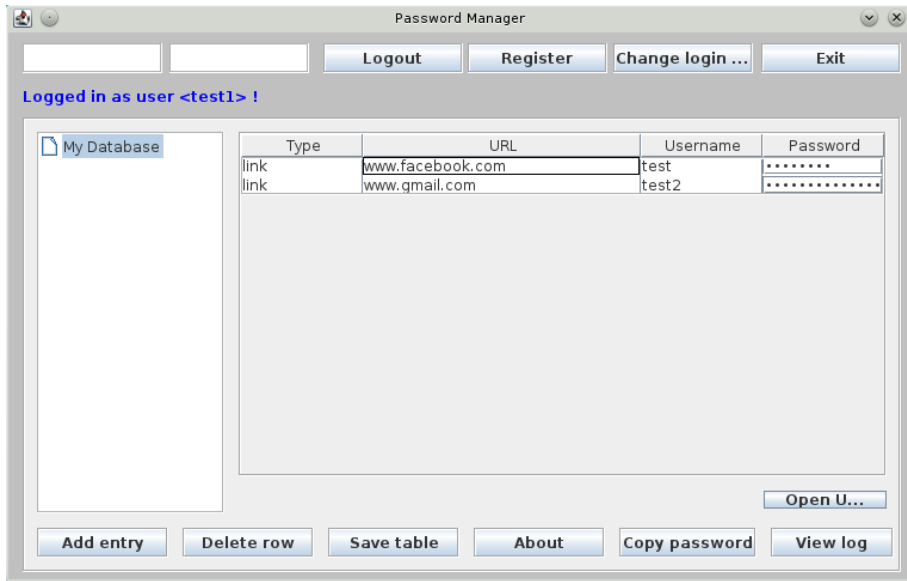 Password Manager
Logout Register Change login ... Exit
Logged in as user <test1> !
My Database
Type URL Username Password
link www.facebook.com test ••••••••
link www.gmail.com test2 ••••••••••••••
Open U...
Add entry Delete row Save table About Copy password View log